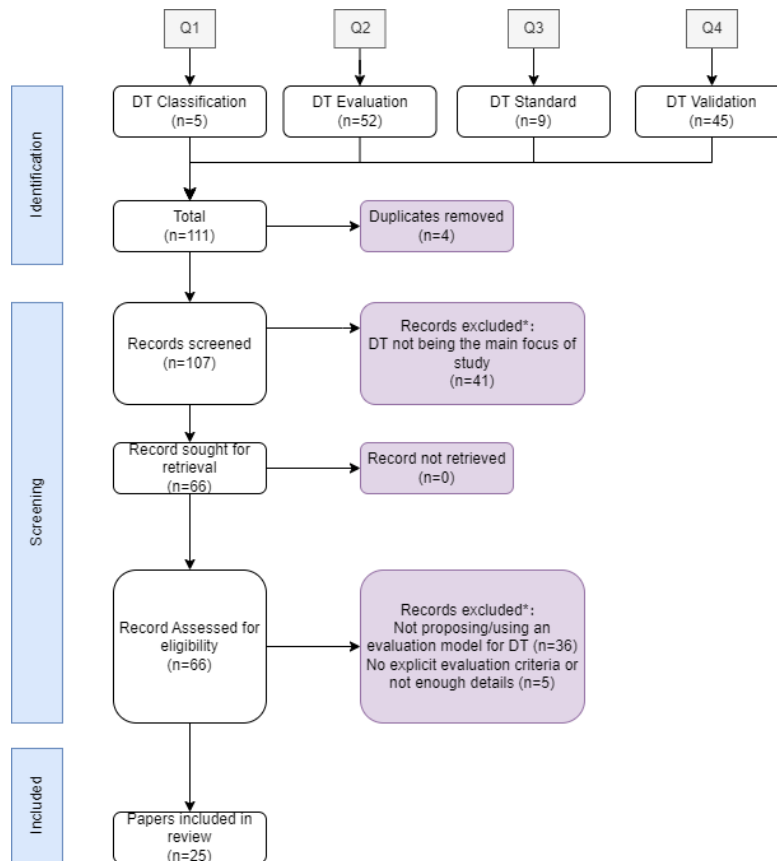 Q1
Q2
Q3
Q4
DT Classification
(n=5)
DT Evaluation
(n=52)
DT Standard
(n=9)
DT Validation
(n=45)
Identification
Total
(n=111)
Duplicates removed
(n=4)
Screening
Records screened
(n=107)
Records excluded*:
DT not being the main focus of
study
(n=41)
Record sought for
retrieval
(n=66)
Record not retrieved
(n=0)
Record Assessed for
eligibility
(n=66)
Records excluded*:
Not proposing/using an
evaluation model for DT (n=36)
No explicit evaluation criteria or
not enough details (n=5)
Included
Papers included in
review
(n=25)